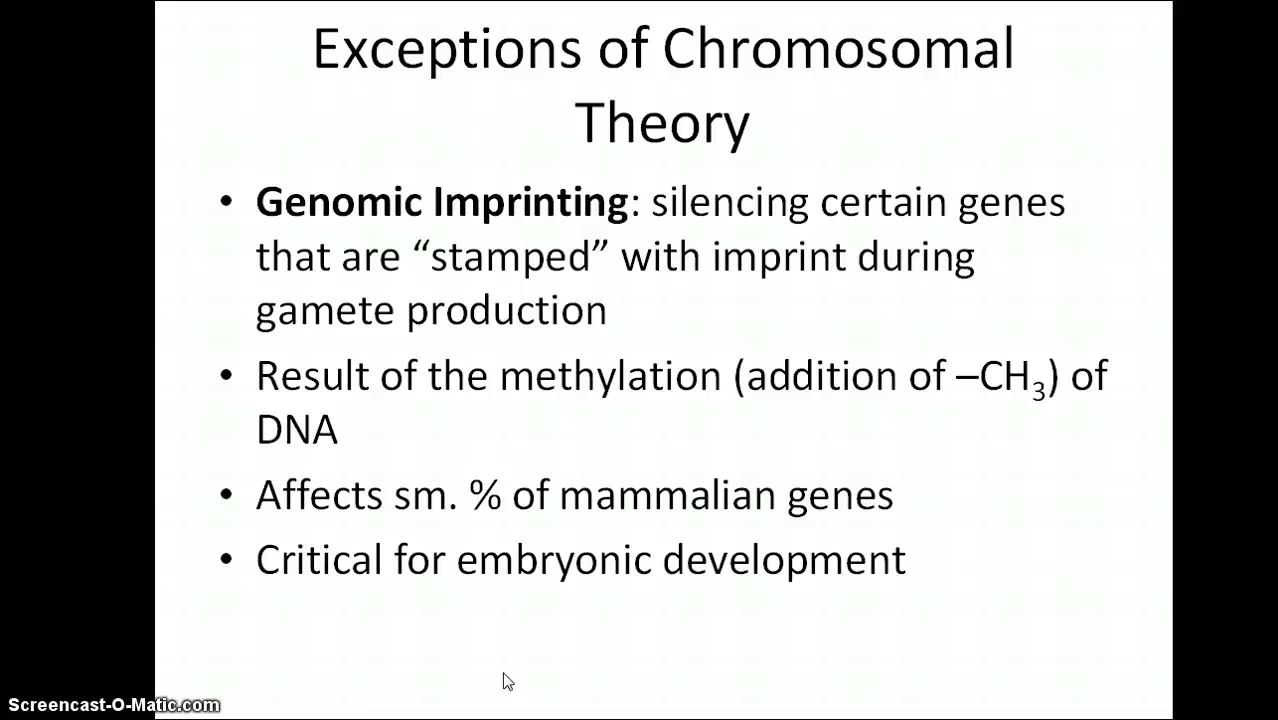 Exceptions of Chromosomal
Theory
• Genomic Imprinting: silencing certain genes
that are “stamped” with imprint during
gamete production
• Result of the methylation (addition of –CH₃) of
DNA
• Affects sm. % of mammalian genes
• Critical for embryonic development
Screencast-O-Matic.com